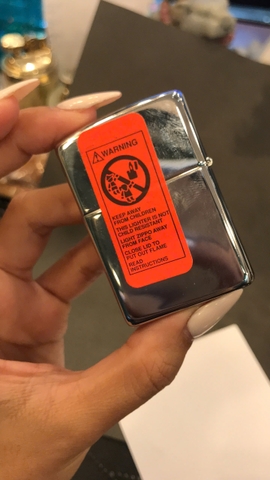 ⚠WARNING
KEEP AWAY
FROM CHILDREN
THIS LIGHTER IS NOT
CHILD RESISTANT
LIGHT ZIPPO AWAY
FROM FACE
CLOSE LID TO
PUT OUT FLAME
READ
INSTRUCTIONS